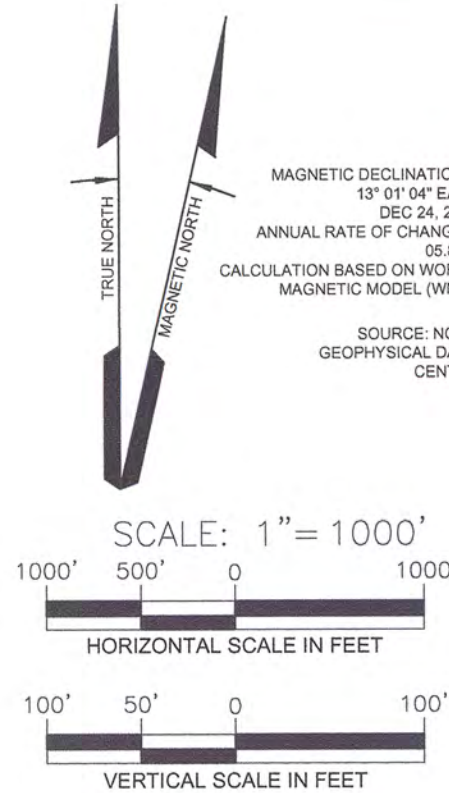 TRUE NORTH
MAGNETIC NORTH
MAGNETIC DECLINATIO
13° 01' 04" EA
DEC 24, 2
ANNUAL RATE OF CHANG
05.8
CALCULATION BASED ON WO
MAGNETIC MODEL (W
SOURCE: NO
GEOPHYSICAL DA
CENT
SCALE: 1"= 1000'
1000' 500' 0 1000
HORIZONTAL SCALE IN FEET
100' 50' 0 100'
VERTICAL SCALE IN FEET